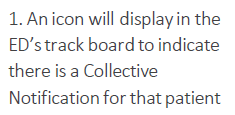 1. An icon will display in the
ED's track board to indicate
there is a Collective
Notification for that patient